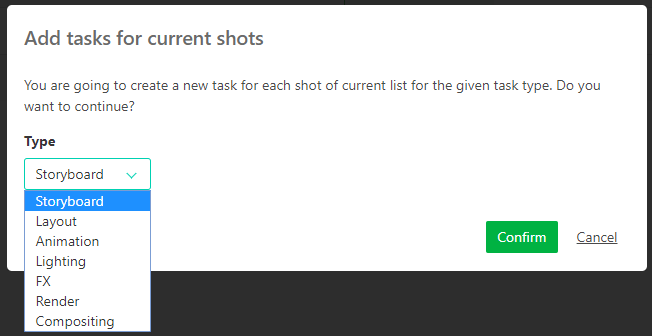 Add tasks for current shots
You are going to create a new task for each shot of current list for the given task type. Do you
want to continue?
Type
Storyboard
Storyboard
Layout
Animation
Lighting
FX
Render
Compositing
Confirm Cancel